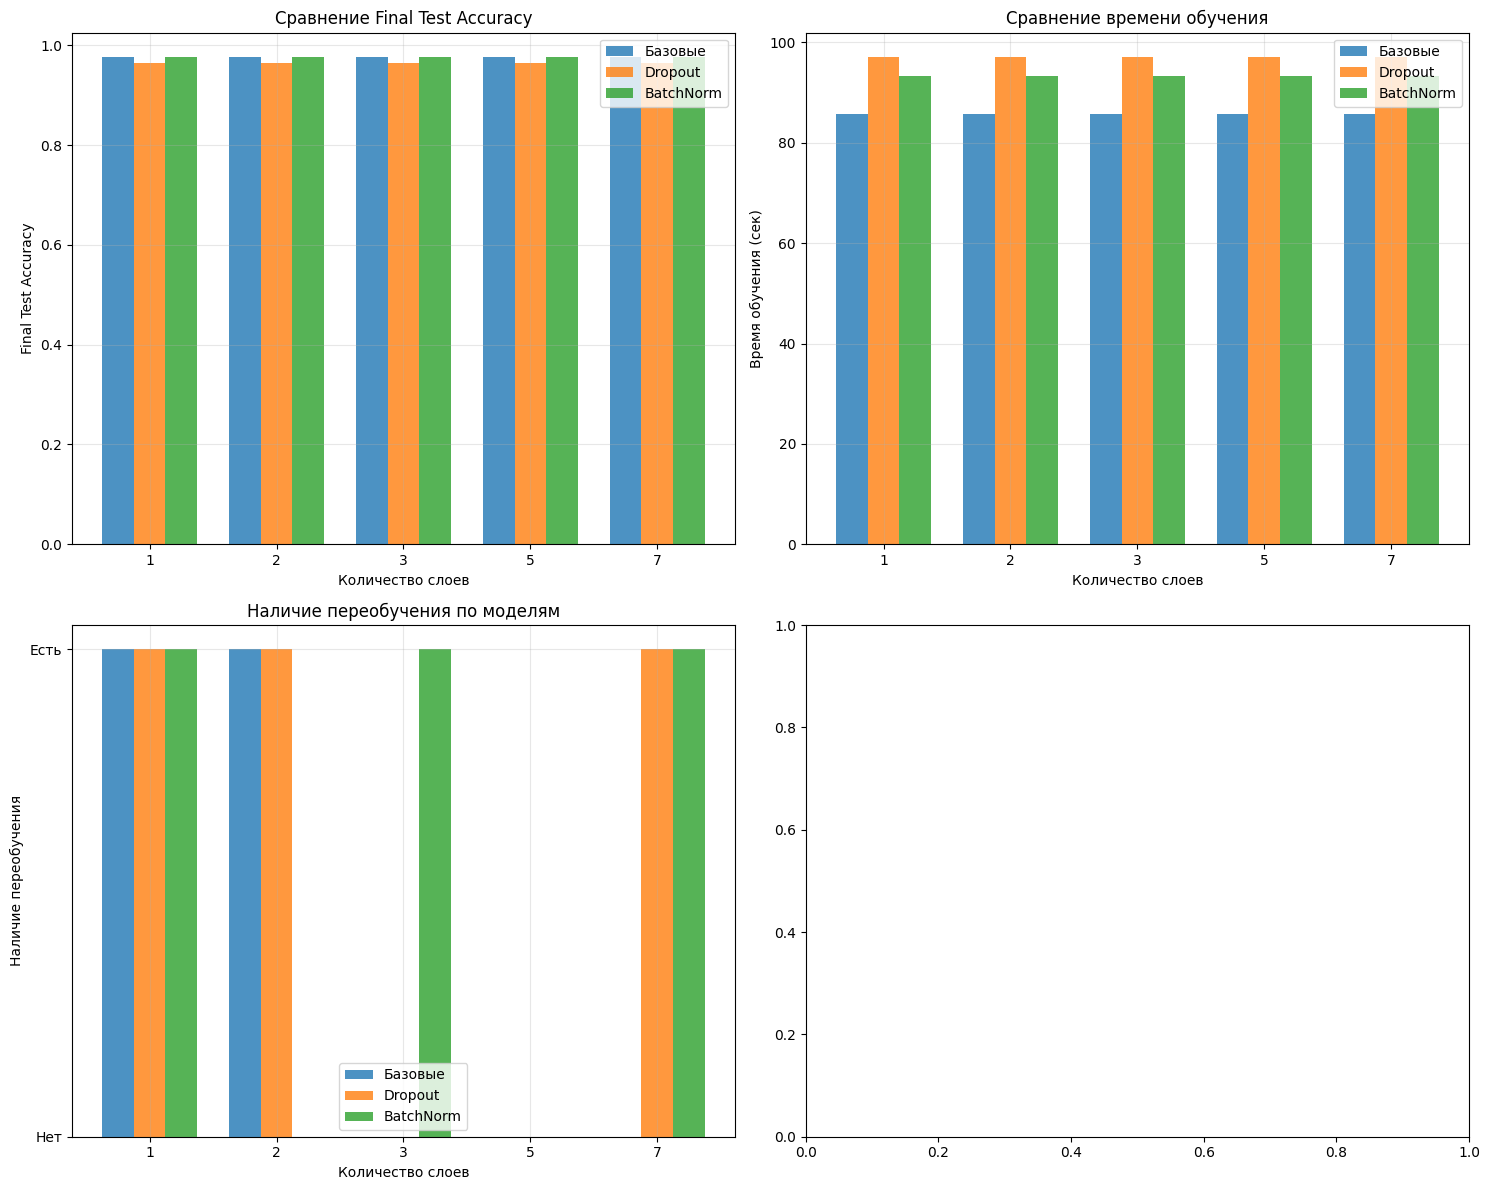 Сравнение Final Test Accuracy
Final Test Accuracy
1.0
0.8
0.6
0.4
0.2
0.0
Базовые
Dropout
BatchNorm
1 2 3 5 7
Количество слоев
Сравнение времени обучения
Время обучения (сек)
100
80
60
40
20
0
Базовые
Dropout
BatchNorm
1 2 3 5 7
Количество слоев
Наличие переобучения по моделям
Наличие переобучения
Есть
Нет
Базовые
Dropout
BatchNorm
1 2 3 5 7
Количество слоев
1.0
0.8
0.6
0.4
0.2
0.0
0.0 0.2 0.4 0.6 0.8 1.0